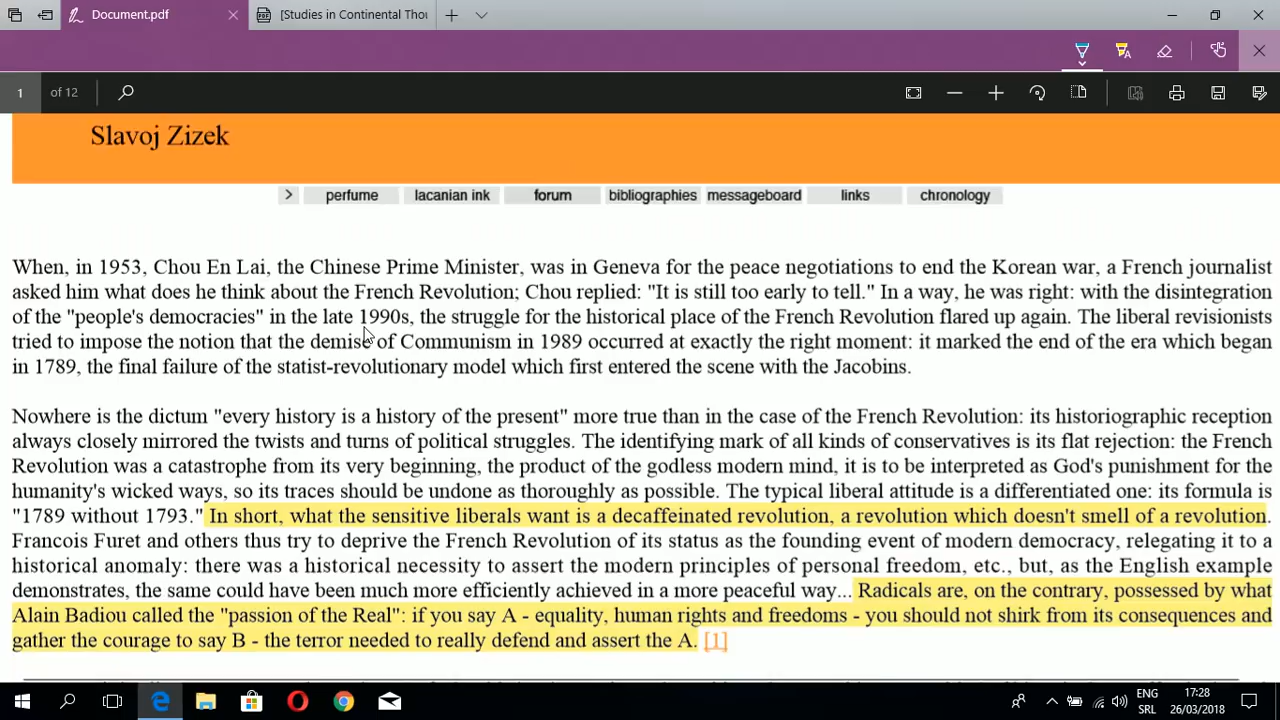 Document.pdf
[Studies in Continental Thou
1 of 12
Slavoj Zizek
> perfume lacanian ink forum bibliographies messageboard links chronology
When, in 1953, Chou En Lai, the Chinese Prime Minister, was in Geneva for the peace negotiations to end the Korean war, a French journalist
asked him what does he think about the French Revolution; Chou replied: "It is still too early to tell." In a way, he was right: with the disintegration
of the "people's democracies" in the late 1990s, the struggle for the historical place of the French Revolution flared up again. The liberal revisionists
tried to impose the notion that the demise of Communism in 1989 occurred at exactly the right moment: it marked the end of the era which began
in 1789, the final failure of the statist-revolutionary model which first entered the scene with the Jacobins.
Nowhere is the dictum "every history is a history of the present" more true than in the case of the French Revolution: its historiographic reception
always closely mirrored the twists and turns of political struggles. The identifying mark of all kinds of conservatives is its flat rejection: the French
Revolution was a catastrophe from its very beginning, the product of the godless modern mind, it is to be interpreted as God's punishment for the
humanity's wicked ways, so its traces should be undone as thoroughly as possible. The typical liberal attitude is a differentiated one: its formula is
"1789 without 1793." In short, what the sensitive liberals want is a decaffeinated revolution, a revolution which doesn't smell of a revolution.
Francois Furet and others thus try to deprive the French Revolution of its status as the founding event of modern democracy, relegating it to a
historical anomaly: there was a historical necessity to assert the modern principles of personal freedom, etc., but, as the English example
demonstrates, the same could have been much more efficiently achieved in a more peaceful way... Radicals are, on the contrary, possessed by what
Alain Badiou called the "passion of the Real": if you say A - equality, human rights and freedoms - you should not shirk from its consequences and
gather the courage to say B - the terror needed to really defend and assert the A. [1]
ENG 17:28
SRL 26/03/2018